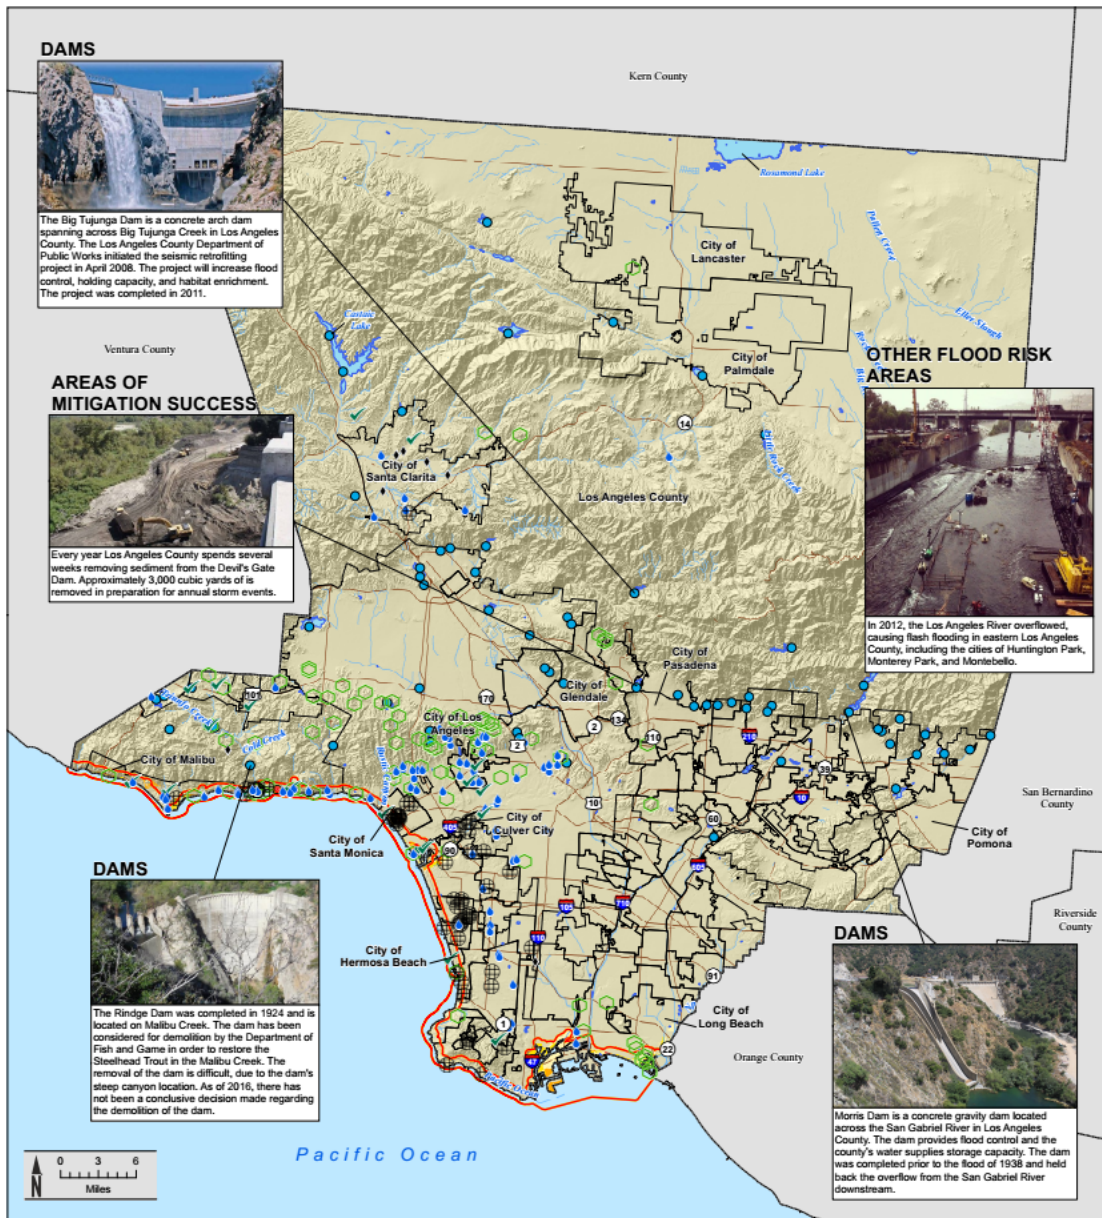 Kern County
DAMS
The Big Tujunga Dam is a concrete arch dam
spanning across Big Tujunga Creek in Los Angeles
County. The Los Angeles County Department of
Public Works initiated the seismic retrofitting
project in April 2008. The project will increase flood
control, holding capacity, and habitat enrichment.
The project was completed in 2011.
Rosamond Lake
City of
Lancaster
Pallett Creek
Eller Slough
Castaic
Lake
Ventura County
City of
Palmdale
OTHER FLOOD RISK
AREAS
In 2012, the Los Angeles River overflowed,
causing flash flooding in eastern Los Angeles
County, including the cities of Huntington Park,
Monterey Park, and Montebello.
AREAS OF
MITIGATION SUCCESS
Every year Los Angeles County spends several
weeks removing sediment from the Devil's Gate
Dam. Approximately 3,000 cubic yards of is
removed in preparation for annual storm events.
14
City of
Santa Clarita
Little Rock Creek
Los Angeles County
City of
Pasadena
City of
Glendale
101
170
City of Los
Angeles
2
2
134
110
210
39
10
10
Cold Creek
City of Malibu
San Bernardino
County
City of
Pomona
60
City of
Santa Monica
405
City of
Culver City
90
605
105
710
110
DAMS
The Rindge Dam was completed in 1924 and is
located on Malibu Creek. The dam has been
considered for demolition by the Department of
Fish and Game in order to restore the
Steelhead Trout in the Malibu Creek. The
removal of the dam is difficult, due to the dam's
steep canyon location. As of 2016, there has
not been a conclusive decision made regarding
the demolition of the dam.
City of
Hermosa Beach
91
Riverside
County
1
City of
Long Beach
22
47
Orange County
Pacific Ocean
DAMS
Morris Dam is a concrete gravity dam located
across the San Gabriel River in Los Angeles
County. The dam provides flood control and the
county's water supplies storage capacity. The dam
was completed prior to the flood of 1938 and held
back the overflow from the San Gabriel River
downstream.
Pacific Ocean
N
0 3 6
Miles